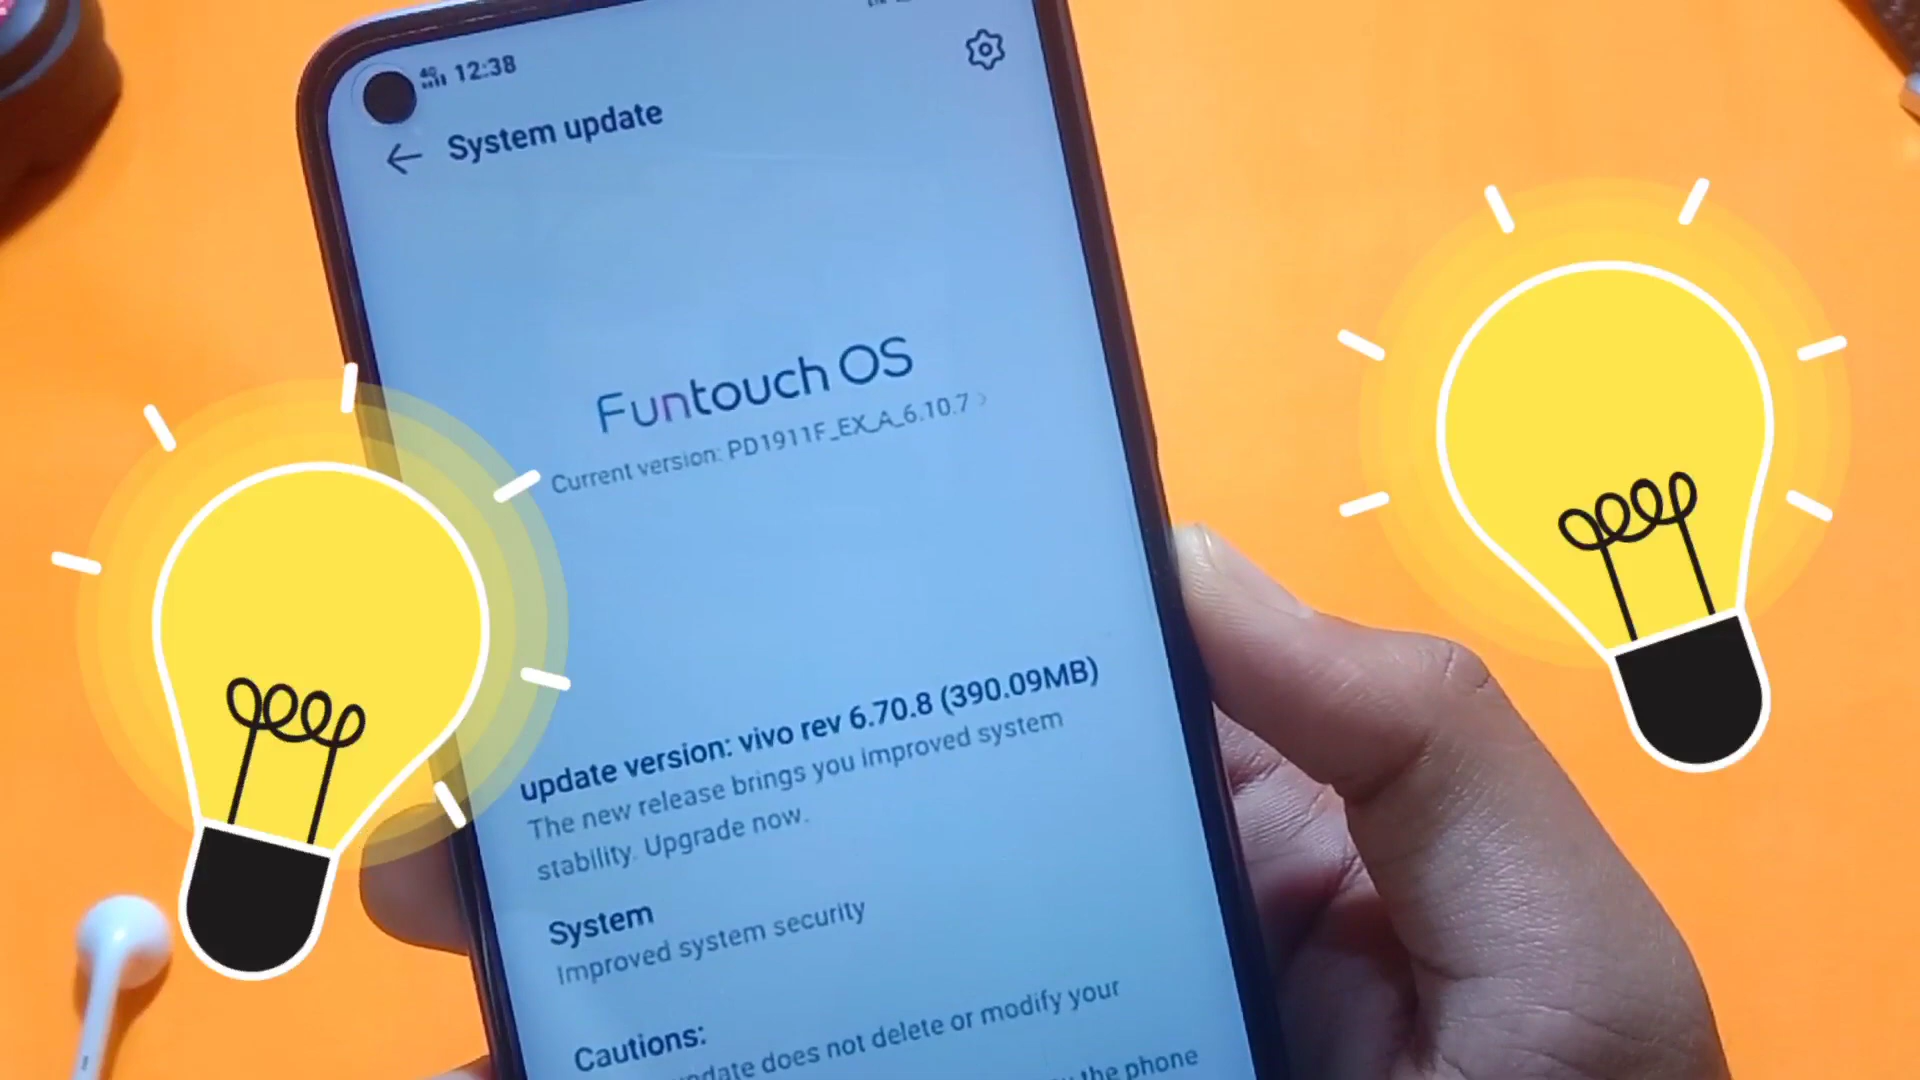 4G 12:38
System update
Funtouch OS
Current version: PD1911F_EX_A_6.10.7 >
update version: vivo rev 6.70.8 (390.09MB)
The new release brings you improved system
stability. Upgrade now.
System
Improved system security
Cautions:
update does not delete or modify your
the phone